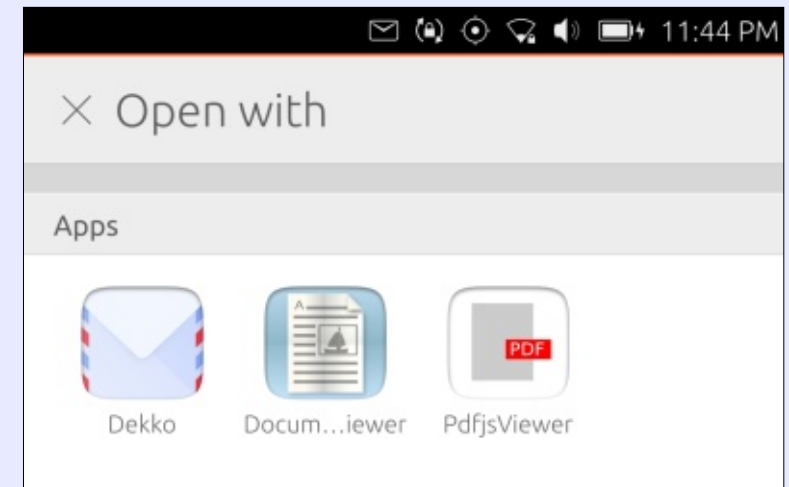 11:44 PM
× Open with
Apps
A
PDF
Dekko Docum...iewer PdfjsViewer